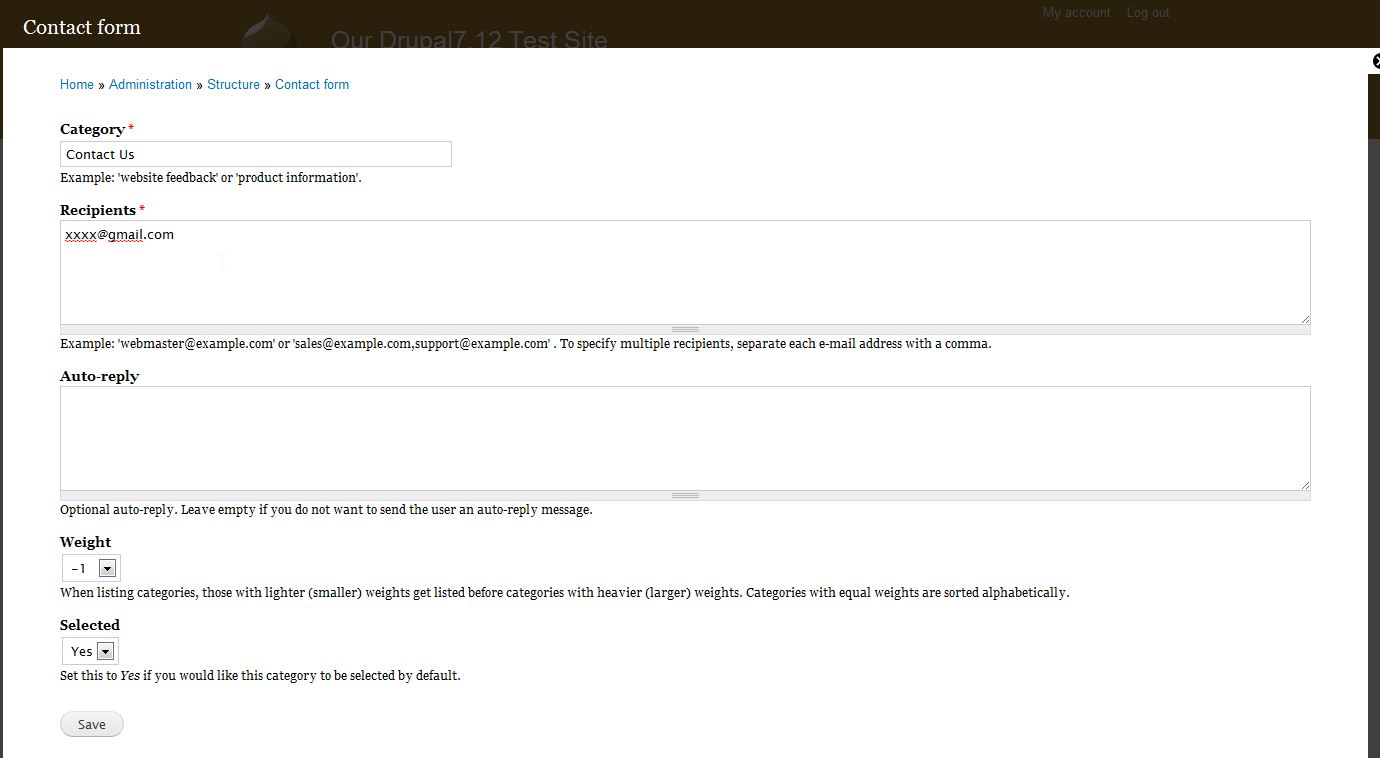 My account Log out
Contact form
Our Drupal7.12 Test Site
Home » Administration » Structure » Contact form
Category *
Contact Us
Example: 'website feedback' or 'product information'.
Recipients *
xxxx@gmail.com
Example: 'webmaster@example.com' or 'sales@example.com,support@example.com' . To specify multiple recipients, separate each e-mail address with a comma.
Auto-reply
Optional auto-reply. Leave empty if you do not want to send the user an auto-reply message.
Weight
-1
When listing categories, those with lighter (smaller) weights get listed before categories with heavier (larger) weights. Categories with equal weights are sorted alphabetically.
Selected
Yes
Set this to Yes if you would like this category to be selected by default.
Save